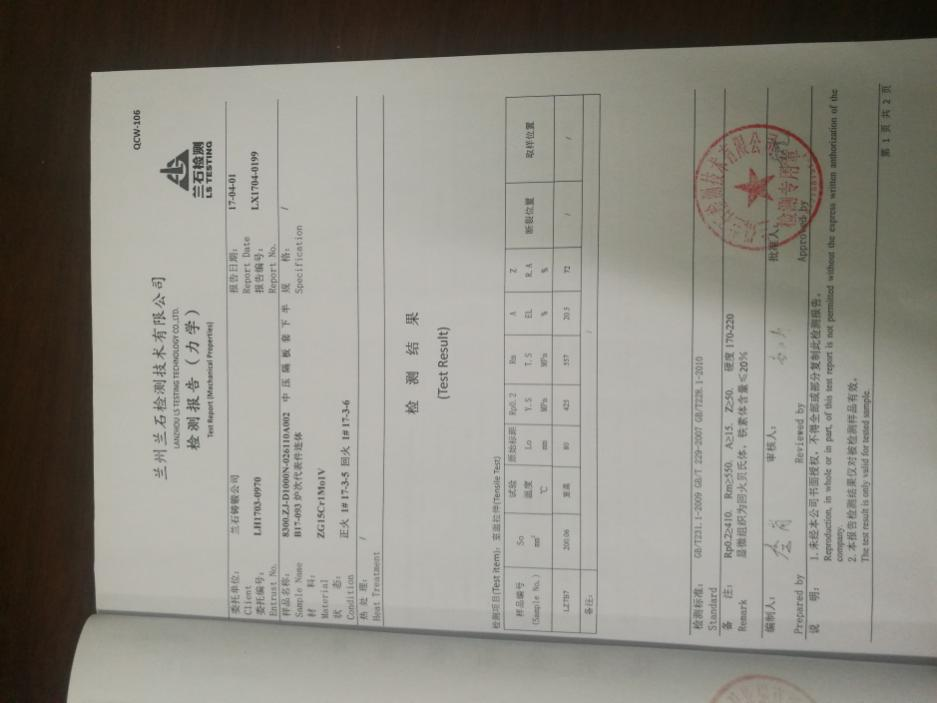 QCW-106
兰州兰石检测技术有限公司
LANZHOU LS TESTING TECHNOLOGY CO.,LTD.
检测报告（力学）
Test Report (Mechanical Properties)
兰石检测
LS TESTING
委托单位： 兰石铸锻公司 报告日期： 17-04-01
Client Report Date
委托编号： LH1703-0970 报告编号： LX1704-0199
Entrust No. Report No.
样品名称： 8300.ZJ-D1000N-026110A002 中压隔板套下半 规格： /
Sample Name B17-093 炉次代表件连体 Specification
材料： ZG15Cr1Mo1V
Material
状态： 正火 1#17-3-5 回火 1#17-3-6
Condition
热处理： /
Heat Treatment
检测结果
(Test Result)
检测项目(Test item)： 室温拉伸(Tensile Test)
样品编号 So 试验 原始标距 Rp0.2 Rm A Z 断裂位置 取样位置
温度 Lo Y.S T.S EL R.A
(Sample No.) mm² ℃ mm MPa MPa % %
LZ787 200.06 室温 80 425 557 20.5 72 / /
备注： /
检测标准： GB/T231.1-2009 GB/T 229-2007 GB/T228.1-2010
Standard
备注： Rp0.2≥410. Rm≥550. A≥15. Z≥50. 硬度 170-220
Remark 显微组织为回火贝氏体，铁素体含量≤20%
编制人： 审核人： 批准人：
Prepared by Reviewed by Approved by
检测技术有限公司
检测专用章
说明： 1. 未经本公司书面授权，不得全部或部分复制此检测报告。
Reproduction, in whole or in part, of this test report is not permitted without the express written authorization of the
company.
2. 本报告检测结果仅对被检测样品有效。
The test result is only valid for tested sample.
第 1 页 共 2 页